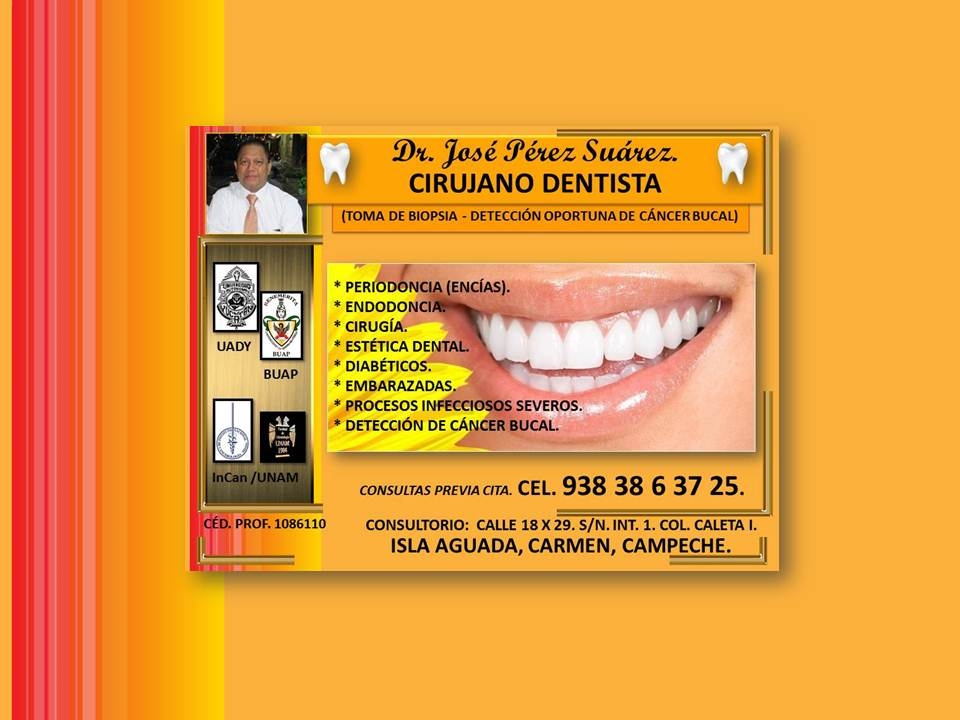 Dr. José Pérez Suárez.
CIRUJANO DENTISTA
(TOMA DE BIOPSIA - DETECCIÓN OPORTUNA DE CÁNCER BUCAL)
* PERIODONCIA (ENCÍAS).
* ENDODONCIA.
* CIRUGÍA.
* ESTÉTICA DENTAL.
* DIABÉTICOS.
* EMBARAZADAS.
* PROCESOS INFECCIOSOS SEVEROS.
* DETECCIÓN DE CÁNCER BUCAL.
UADY
BENEMERITA
BUAP
BUAP
UNAM
InCan /UNAM
CÉD. PROF. 1086110
CONSULTAS PREVIA CITA. CEL. 938 38 6 37 25.
CONSULTORIO: CALLE 18 X 29. S/N. INT. 1. COL. CALETA I.
ISLA AGUADA, CARMEN, CAMPECHE.